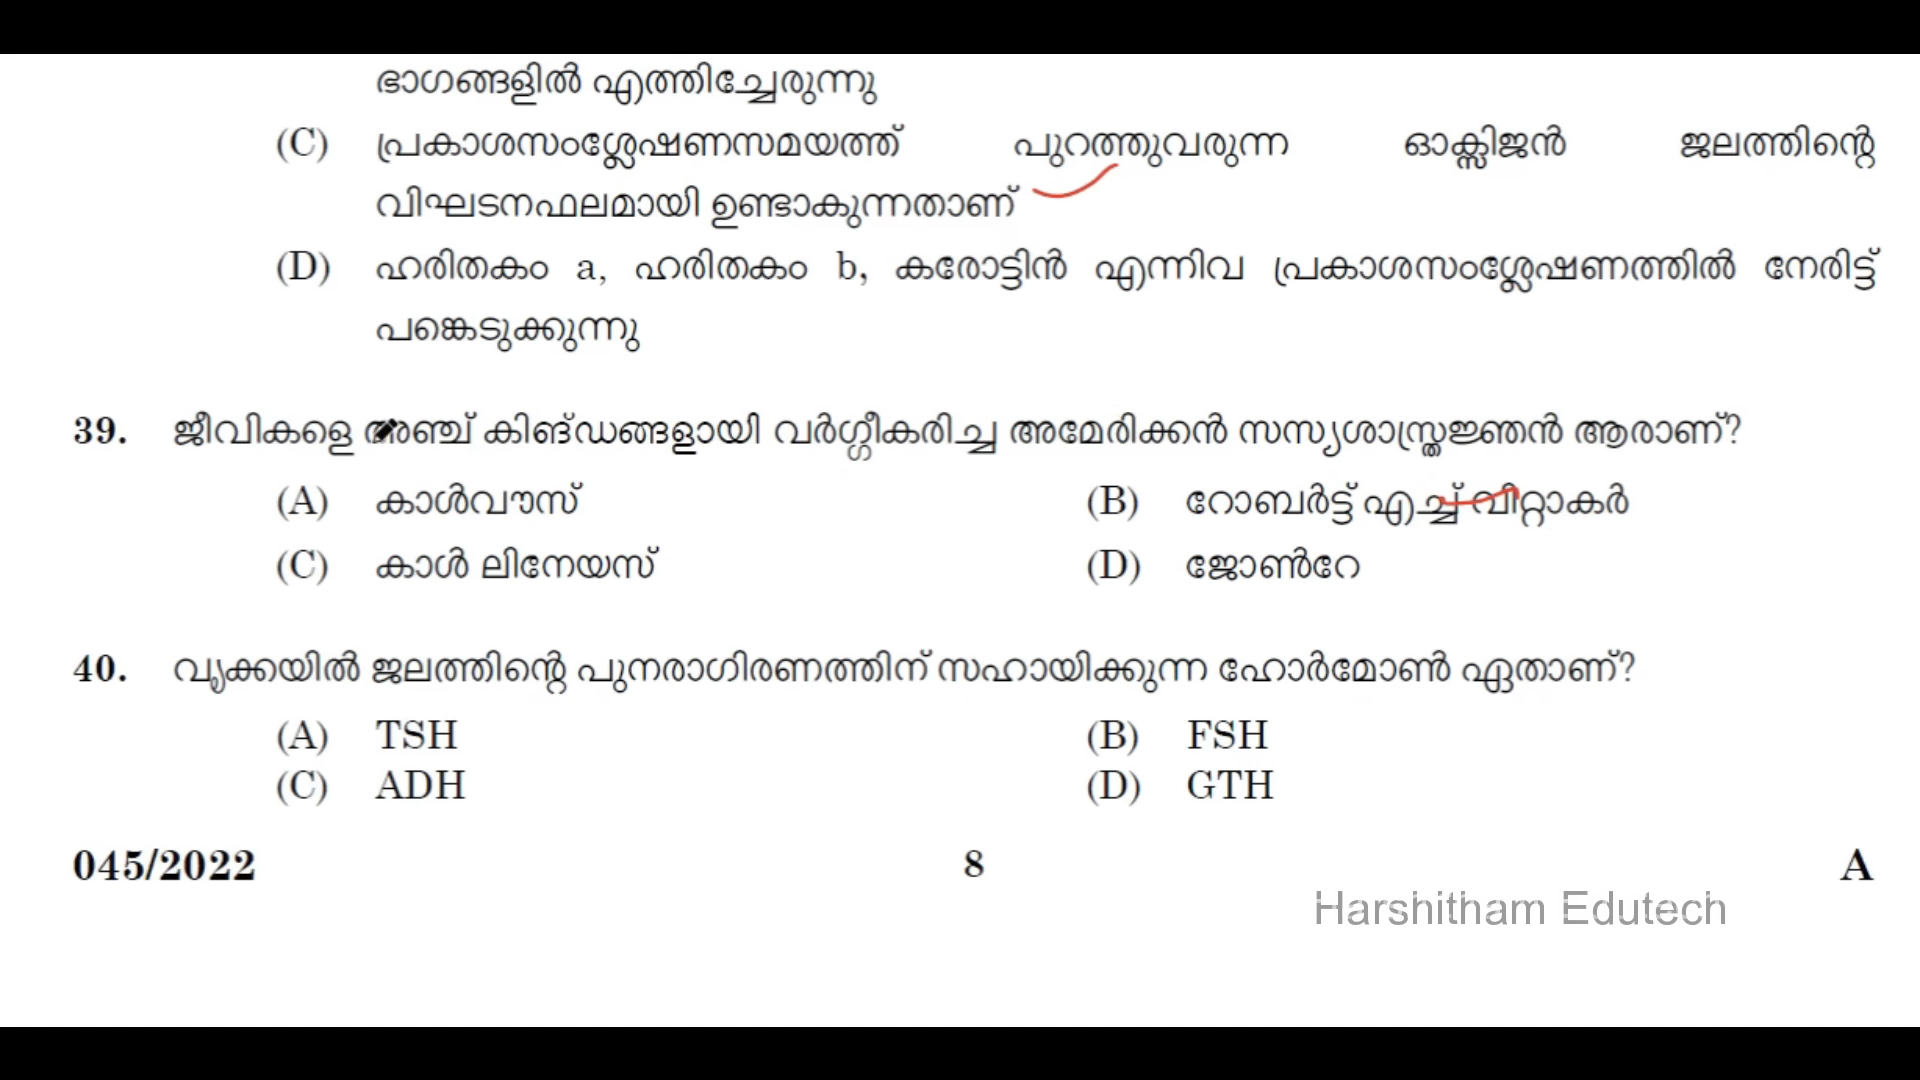 ഭാഗങ്ങളിൽ എത്തിച്ചേരുന്നു
(C) പ്രകാശസംശ്ലേഷണസമയത്ത് പുറത്തുവരുന്ന ഓക്സിജൻ ജലത്തിന്റെ
വിഘടനഫലമായി ഉണ്ടാകുന്നതാണ്
(D) ഹരിതകം a, ഹരിതകം b, കരോട്ടിൻ എന്നിവ പ്രകാശസംശ്ലേഷണത്തിൽ നേരിട്ട്
പങ്കെടുക്കുന്നു
39. ജീവികളെ അഞ്ച് കിങ്ഡങ്ങളായി വർഗ്ഗീകരിച്ച അമേരിക്കൻ സസ്യശാസ്ത്രജ്ഞൻ ആരാണ്?
(A) കാൾവൗസ് (B) റോബർട്ട് എച്ച് വിറ്റാകർ
(C) കാൾ ലിനേയസ് (D) ജോൺറേ
40. വൃക്കയിൽ ജലത്തിന്റെ പുനരാഗിരണത്തിന് സഹായിക്കുന്ന ഹോർമോൺ ഏതാണ്?
(A) TSH (B) FSH
(C) ADH (D) GTH
045/2022 8 A
Harshitham Edutech